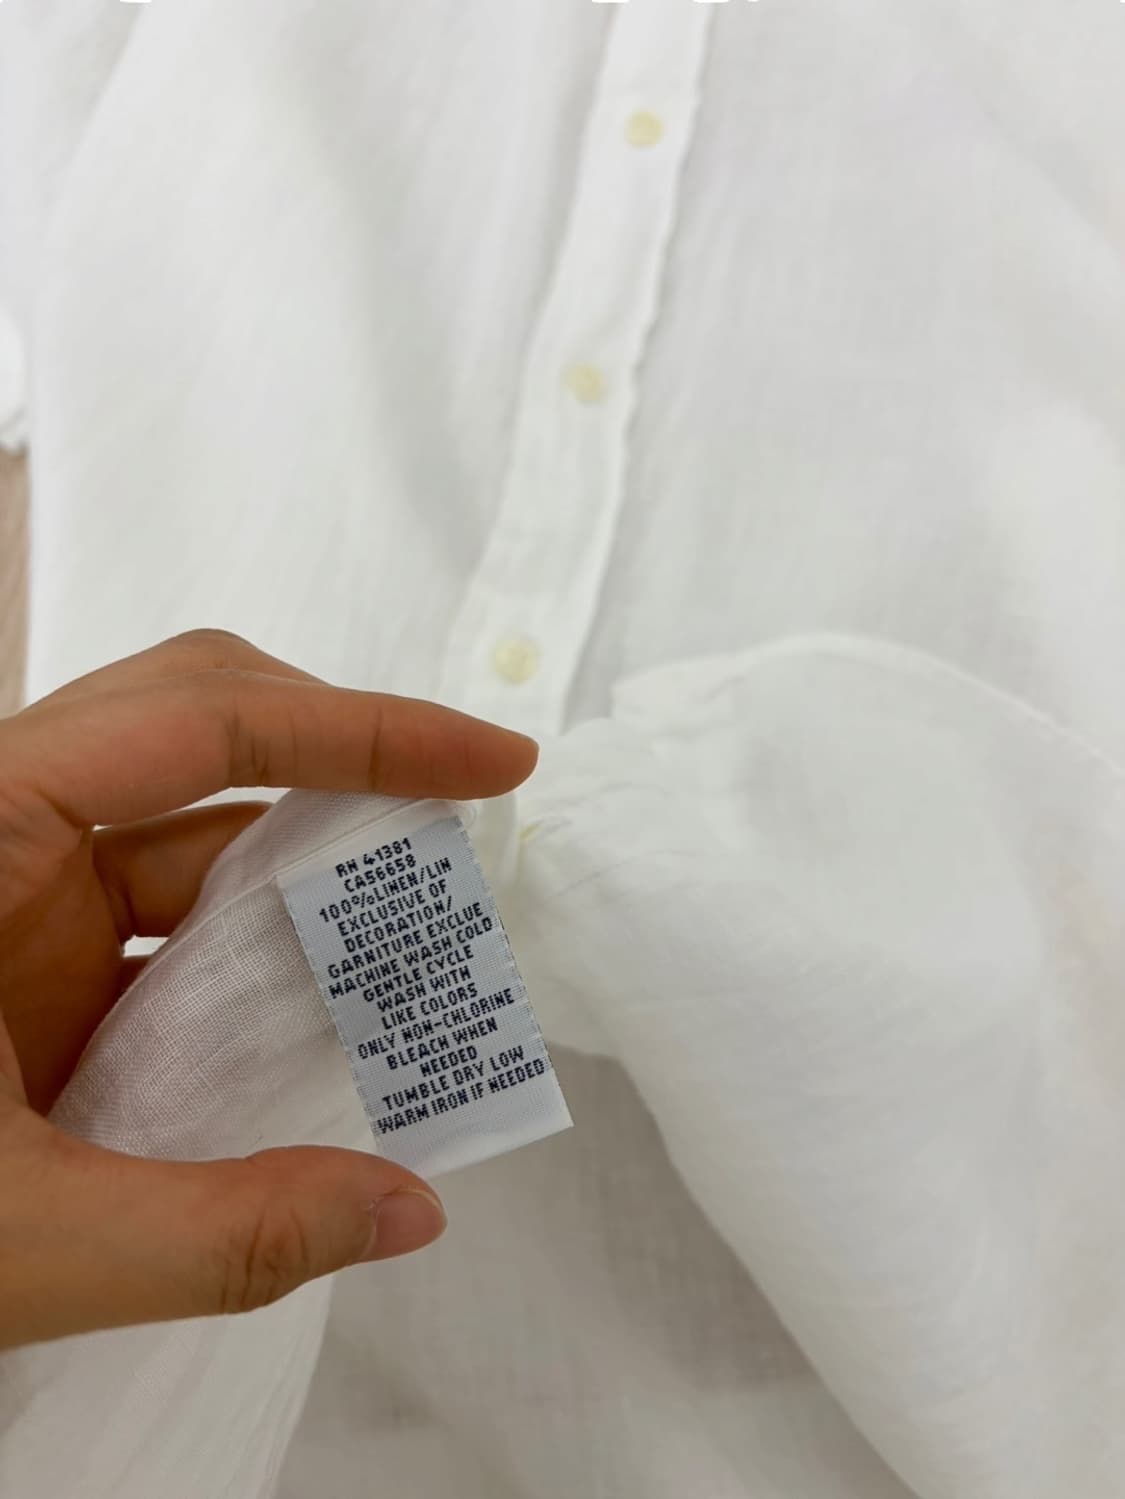 RN 41381
CA56658
100%LINEN/LIN
EXCLUSIVE OF
DECORATION/
GARNITURE EXCLUE
MACHINE WASH COLD
GENTLE CYCLE
WASH WITH
LIKE COLORS
ONLY NON-CHLORINE
BLEACH WHEN
NEEDED
TUMBLE DRY LOW
WARM IRON IF NEEDED